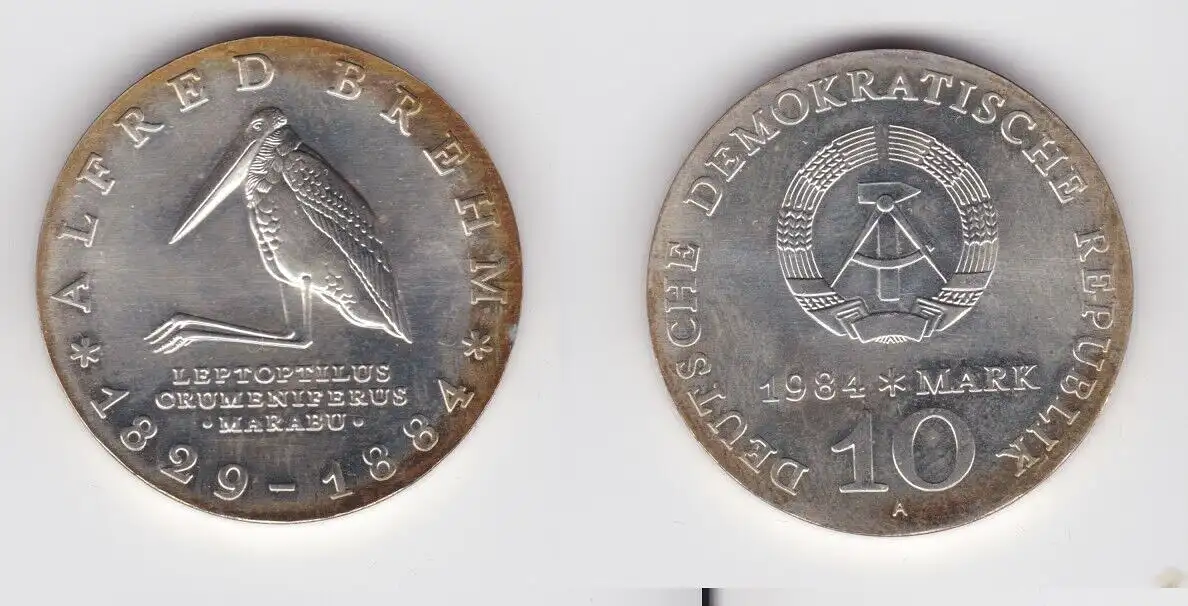 * ALFRED BREHM *
LEPTOPTILUS
CRUMENIFERUS
· MARABU ·
1829 - 1884
DEUTSCHE DEMOKRATISCHE REPUBLIK
1984 * MARK
10
A